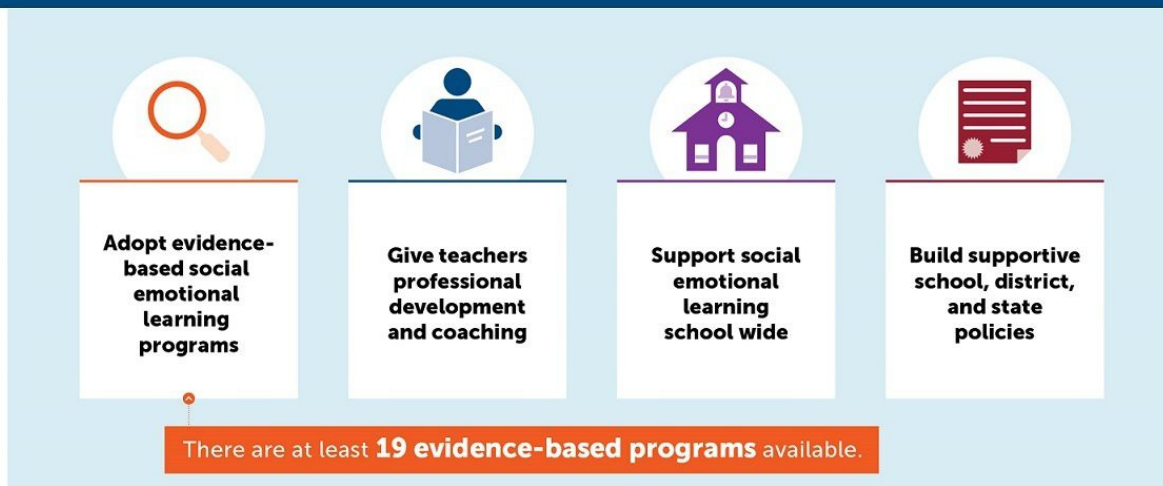 Adopt evidence-
based social
emotional
learning
programs
Give teachers
professional
development
and coaching
Support social
emotional
learning
school wide
Build supportive
school, district,
and state
policies
There are at least 19 evidence-based programs available.